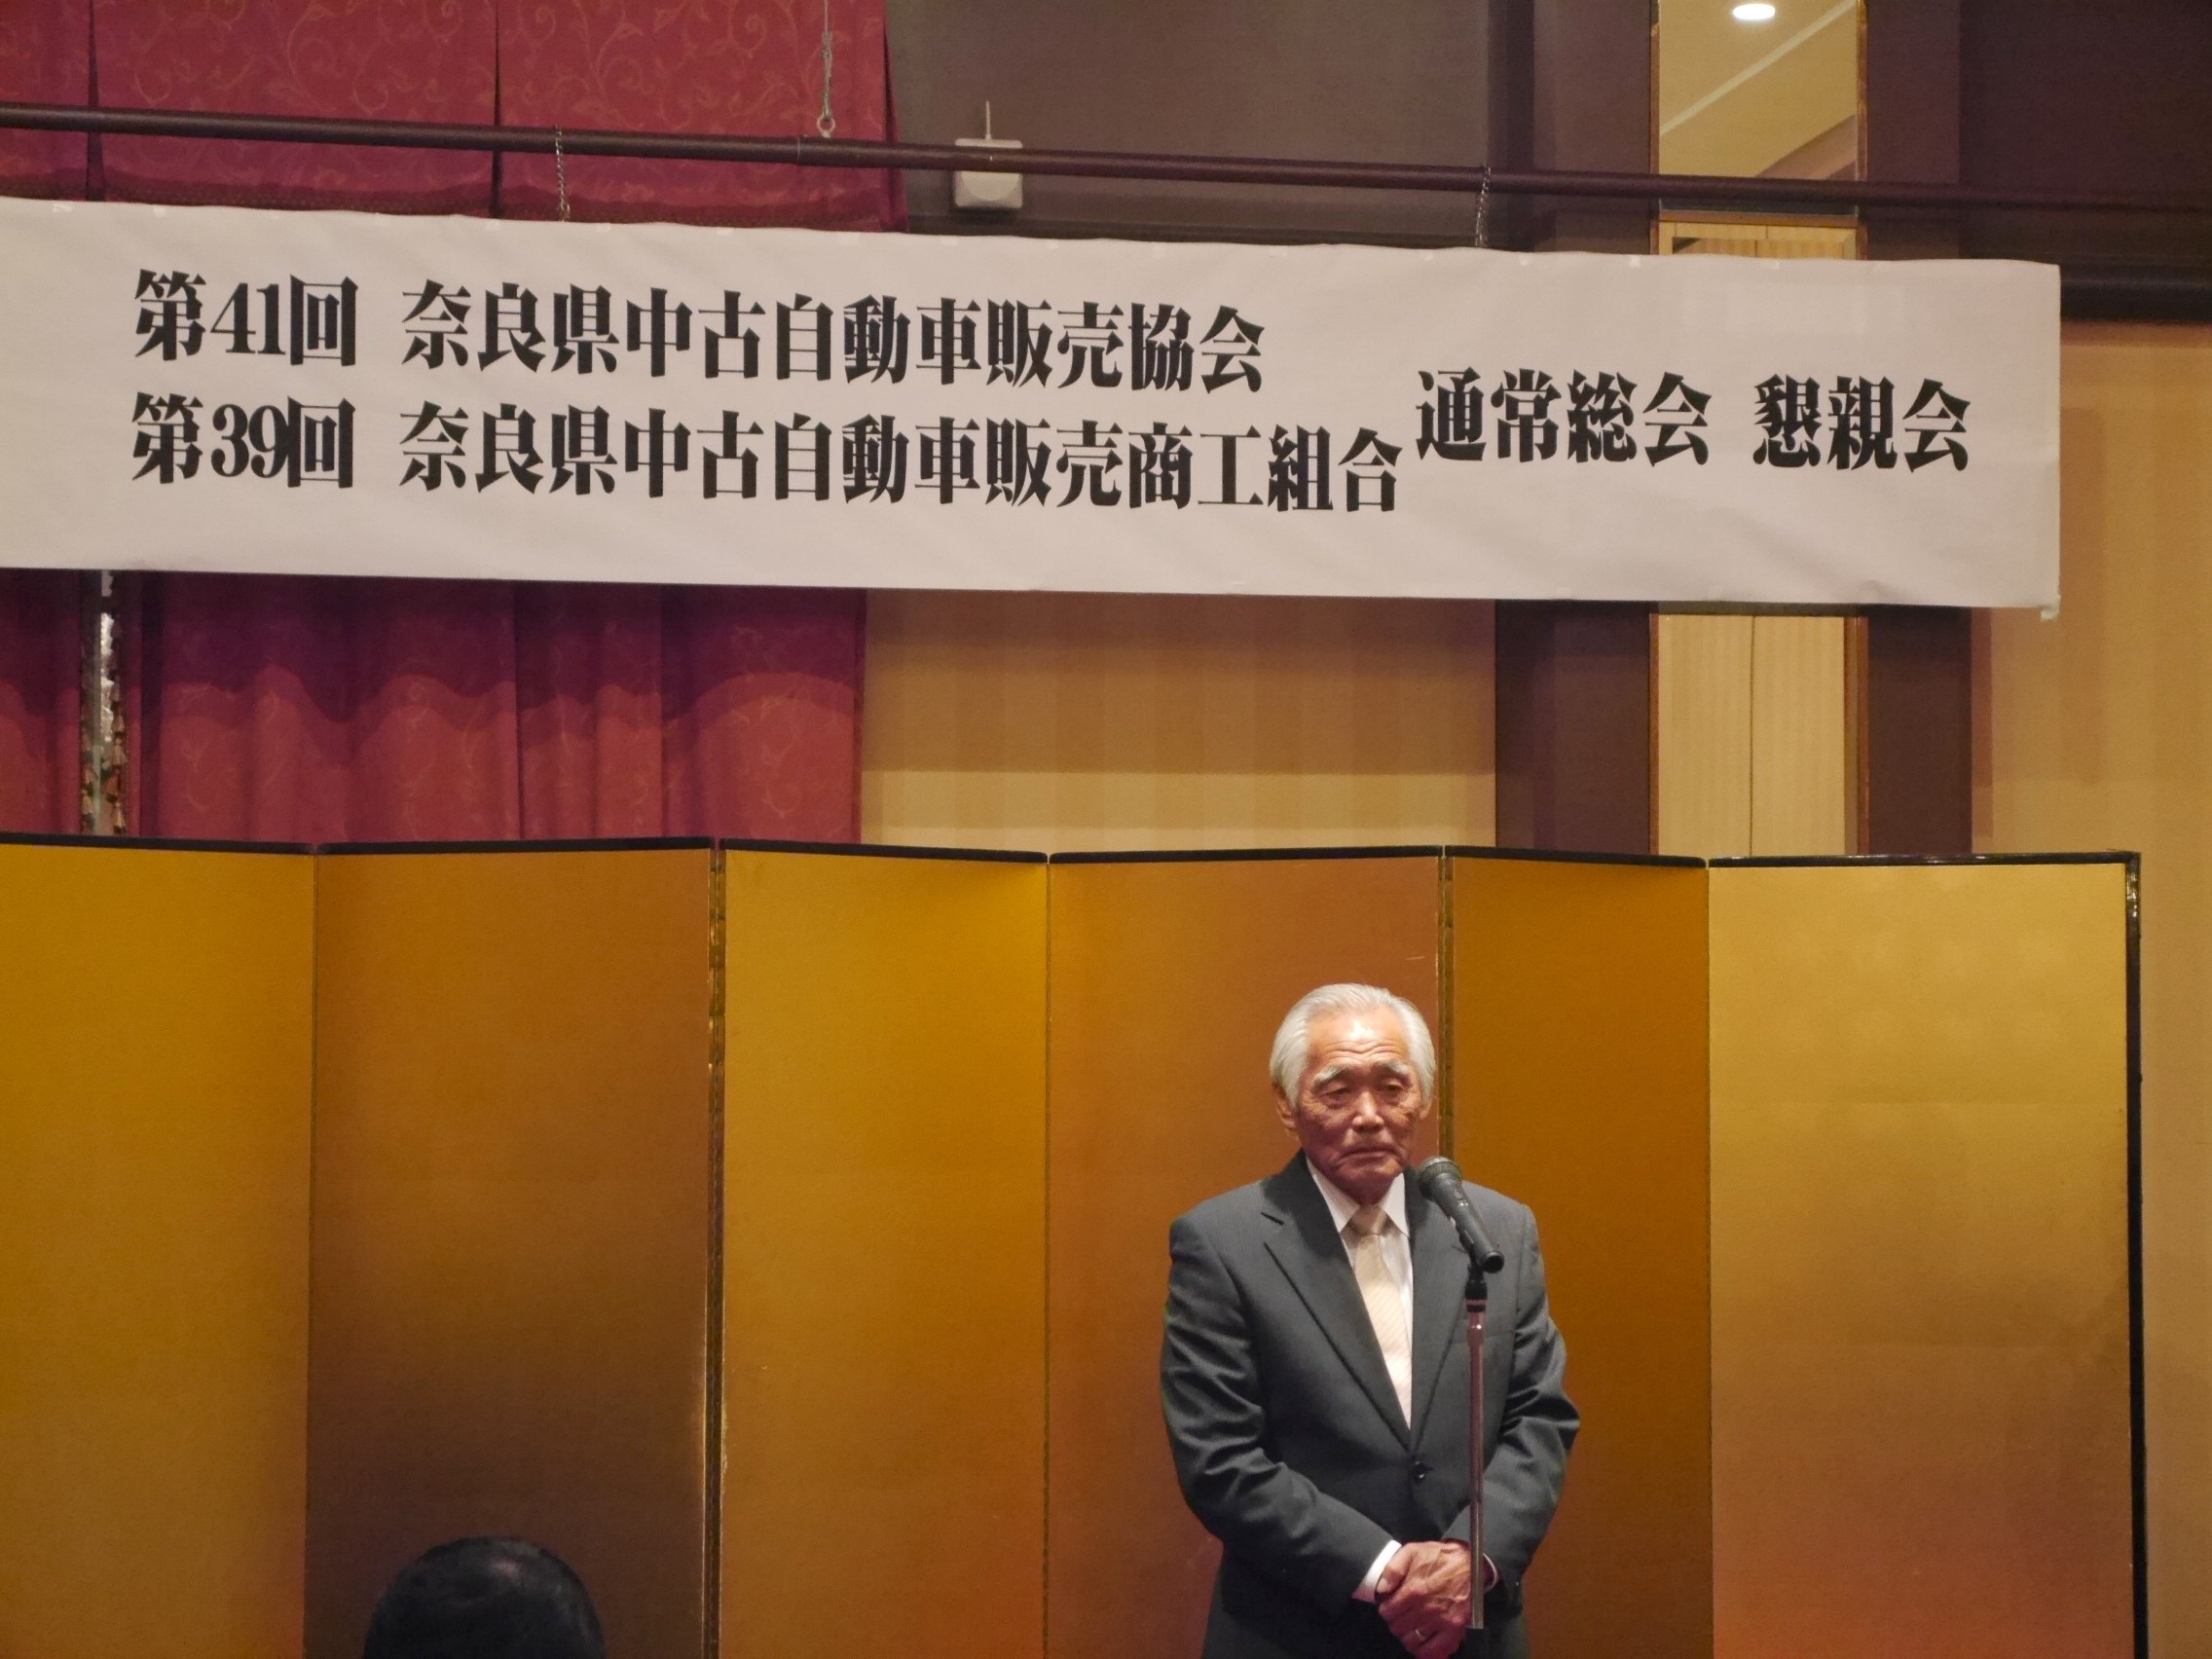 第41回 奈良県中古自動車販売協会
第39回 奈良県中古自動車販売商工組合
通常総会 懇親会